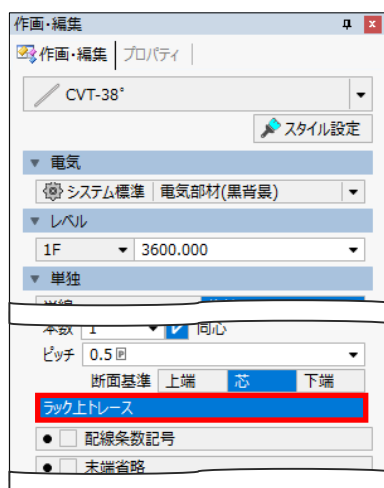 作画・編集
作画・編集 プロパティ
CVT-38°
スタイル設定
電気
システム標準 電気部材(黒背景)
レベル
1F 3600.000
単独
本数 1 同心
ピッチ 0.5 P
断面基準 上端 芯 下端
ラック上トレース
配線条数記号
末端省略